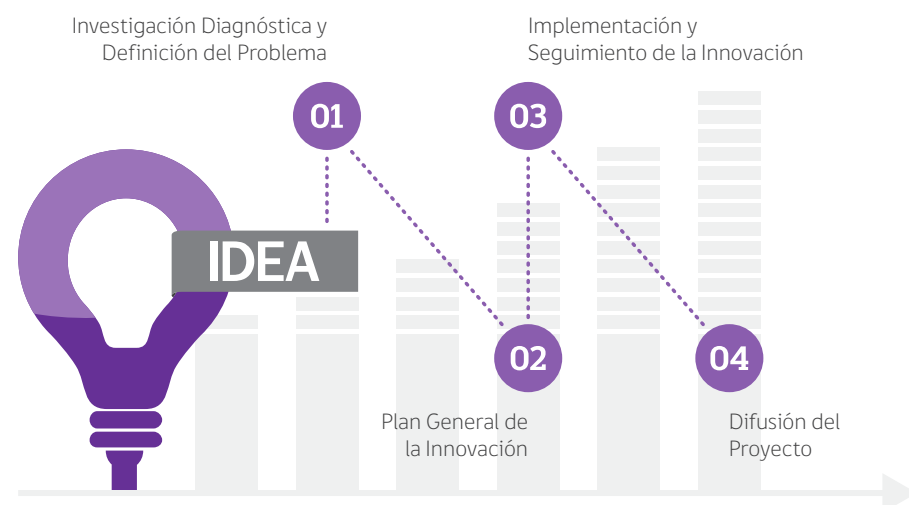 Investigación Diagnóstica y
Definición del Problema
01
Implementación y
Seguimiento de la Innovación
03
IDEA
02
Plan General de
la Innovación
04
Difusión del
Proyecto